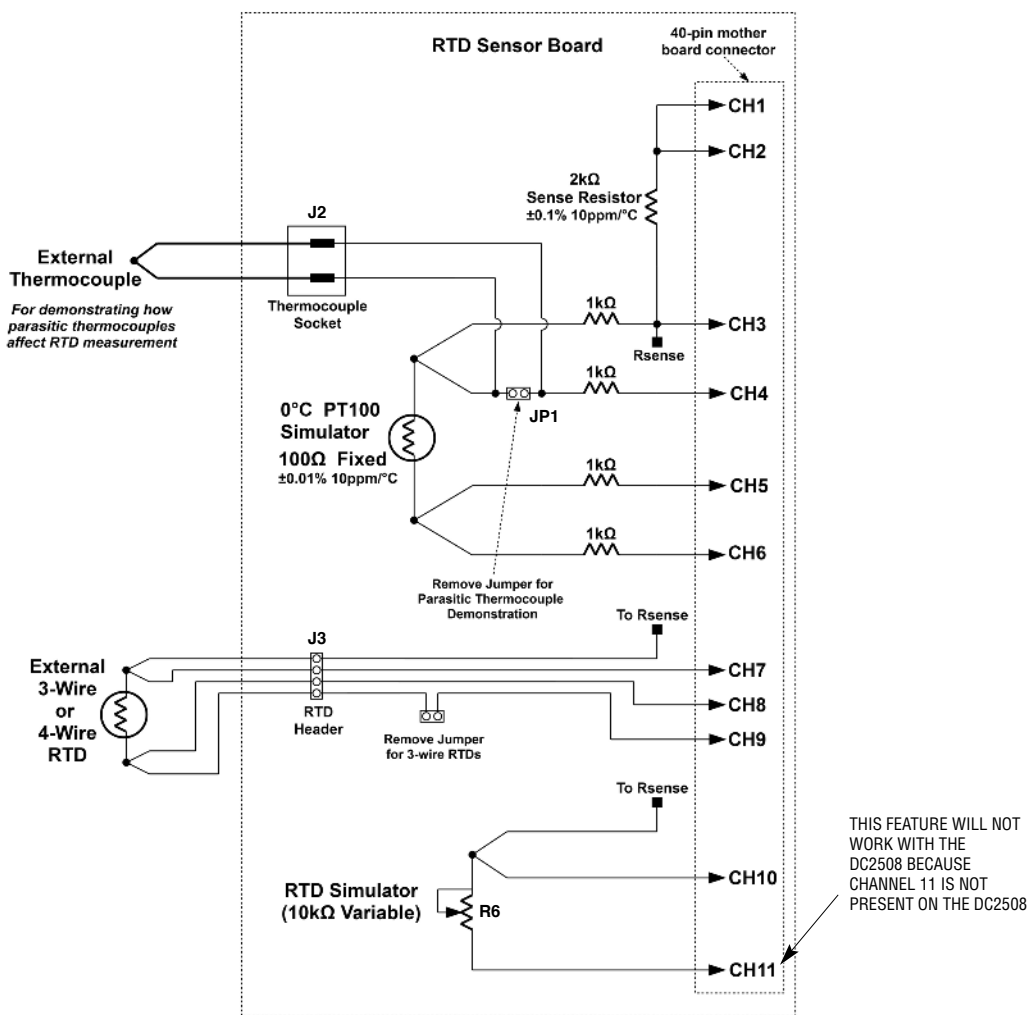 RTD Sensor Board
40-pin mother
board connector
CH1
CH2
2kΩ
Sense Resistor
±0.1% 10ppm/°C
J2
External
Thermocouple
For demonstrating how
parasitic thermocouples
affect RTD measurement
Thermocouple
Socket
1kΩ
CH3
Rsense
1kΩ
CH4
JP1
0°C PT100
Simulator
100Ω Fixed
±0.01% 10ppm/°C
1kΩ
CH5
1kΩ
CH6
Remove Jumper for
Parasitic Thermocouple
Demonstration
To Rsense
J3
External
3-Wire
or
4-Wire
RTD
CH7
CH8
CH9
RTD
Header
Remove Jumper
for 3-wire RTDs
To Rsense
RTD Simulator
(10kΩ Variable)
R6
CH10
CH11
THIS FEATURE WILL NOT
WORK WITH THE
DC2508 BECAUSE
CHANNEL 11 IS NOT
PRESENT ON THE DC2508